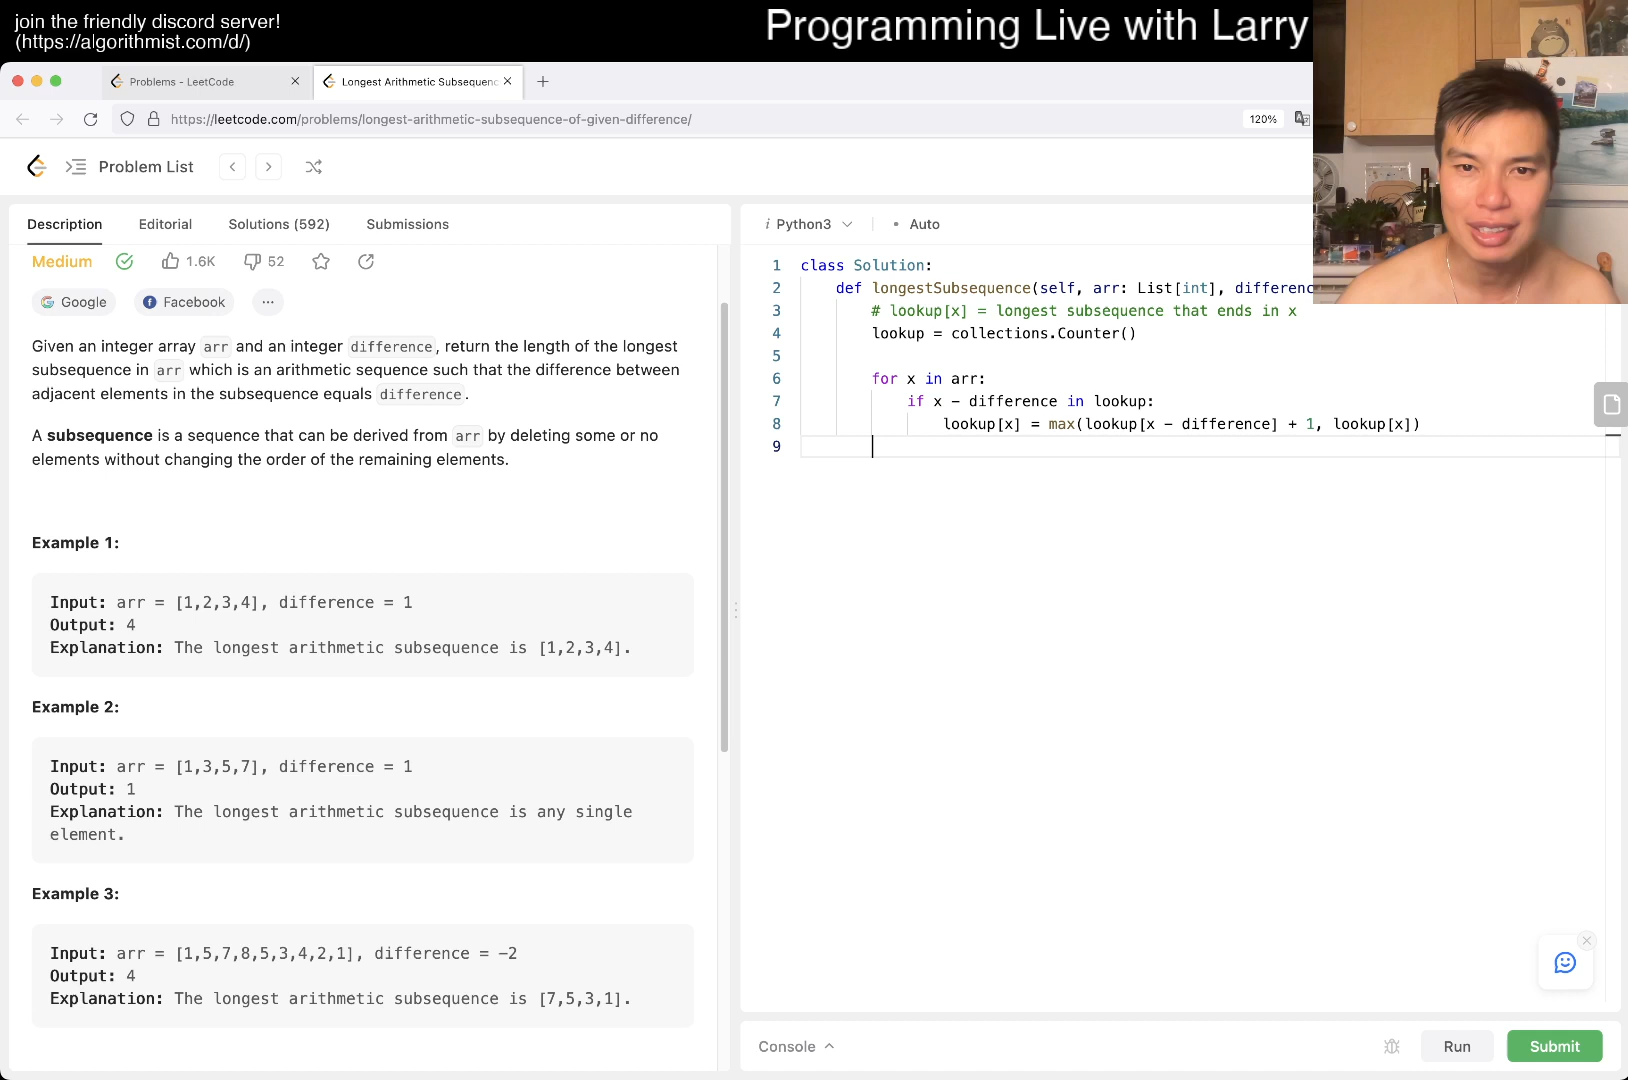 join the friendly discord server!
(https://algorithmist.com/d/)
Programming Live with Larry
Problems - LeetCode
Longest Arithmetic Subsequenc
https://leetcode.com/problems/longest-arithmetic-subsequence-of-given-difference/
120%
Problem List
Description
Editorial
Solutions (592)
Submissions
i Python3
Auto
Medium
1.6K
52
Google
Facebook
...
Given an integer array arr and an integer difference, return the length of the longest
subsequence in arr which is an arithmetic sequence such that the difference between
adjacent elements in the subsequence equals difference.
A subsequence is a sequence that can be derived from arr by deleting some or no
elements without changing the order of the remaining elements.
Example 1:
Input: arr = [1,2,3,4], difference = 1
Output: 4
Explanation: The longest arithmetic subsequence is [1,2,3,4].
Example 2:
Input: arr = [1,3,5,7], difference = 1
Output: 1
Explanation: The longest arithmetic subsequence is any single
element.
Example 3:
Input: arr = [1,5,7,8,5,3,4,2,1], difference = -2
Output: 4
Explanation: The longest arithmetic subsequence is [7,5,3,1].
1 class Solution:
2 def longestSubsequence(self, arr: List[int], differenc
3 # lookup[x] = longest subsequence that ends in x
4 lookup = collections.Counter()
5
6 for x in arr:
7 if x - difference in lookup:
8 lookup[x] = max(lookup[x - difference] + 1, lookup[x])
9
Console
Run
Submit